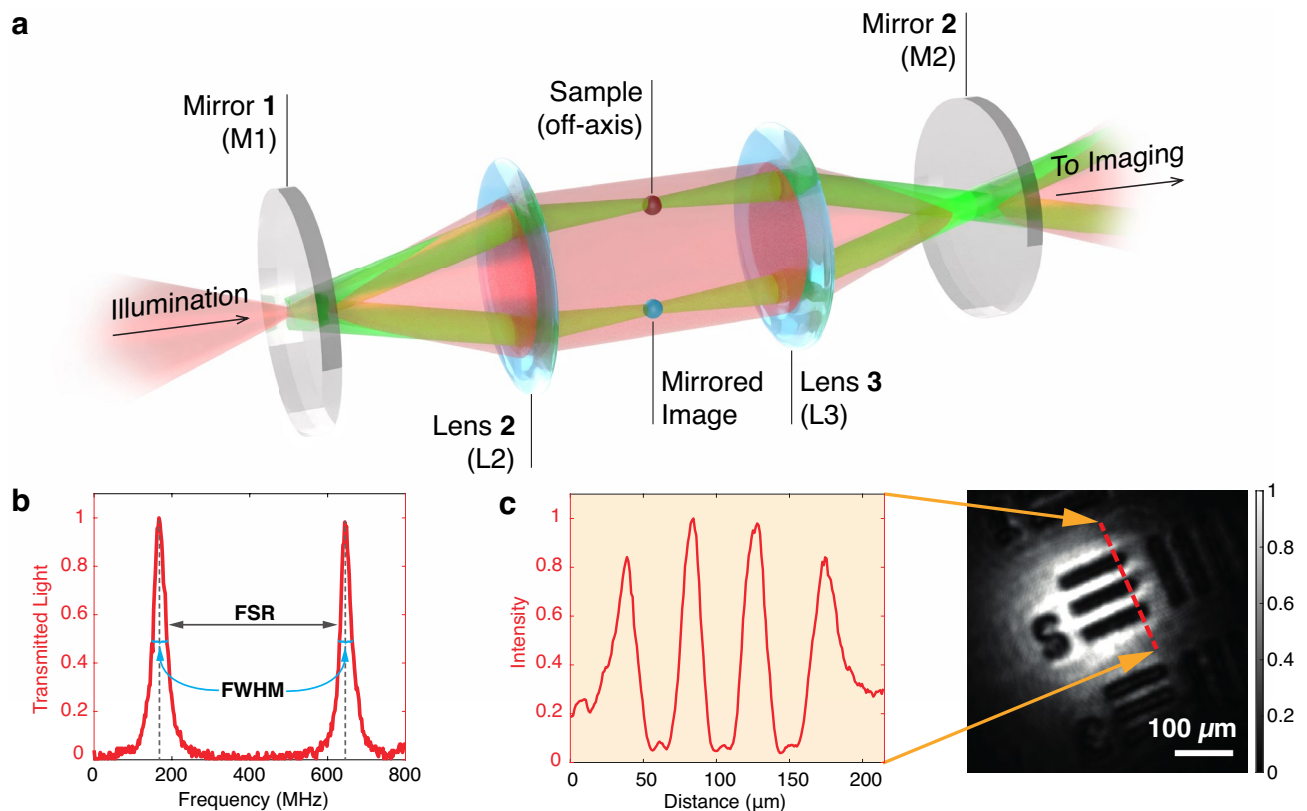 a
Mirror 1
(M1)
Sample
(off-axis)
Mirror 2
(M2)
To Imaging
Illumination
Lens 2
(L2)
Mirrored
Image
Lens 3
(L3)
b
Transmitted Light
1
0.8
0.6
0.4
0.2
0
FSR
FWHM
0 200 400 600 800
Frequency (MHz)
c
Intensity
1
0.8
0.6
0.4
0.2
0
0 50 100 150 200
Distance (µm)
5
100 µm
1
0.8
0.6
0.4
0.2
0